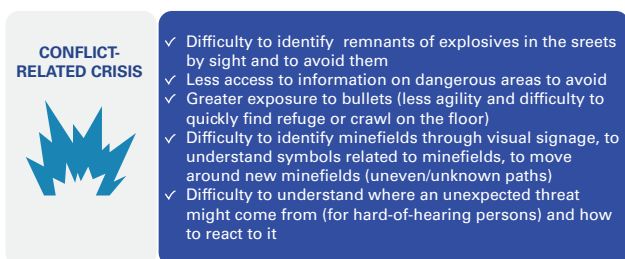 CONFLICT-
RELATED CRISIS
✓ Difficulty to identify remnants of explosives in the sreets
by sight and to avoid them
✓ Less access to information on dangerous areas to avoid
✓ Greater exposure to bullets (less agility and difficulty to
quickly find refuge or crawl on the floor)
✓ Difficulty to identify minefields through visual signage, to
understand symbols related to minefields, to move
around new minefields (uneven/unknown paths)
✓ Difficulty to understand where an unexpected threat
might come from (for hard-of-hearing persons) and how
to react to it